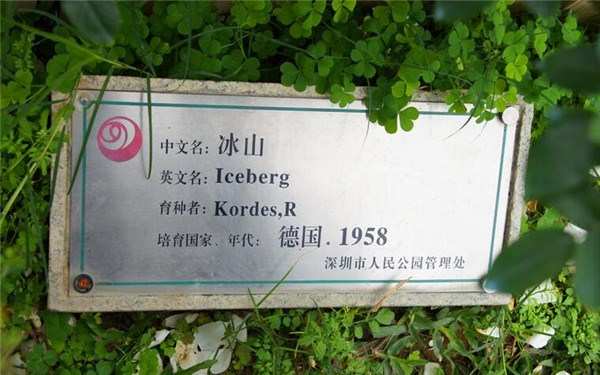 中文名：冰山
英文名：Iceberg
育种者：Kordes,R
培育国家、年代：德国．1958
深圳市人民公园管理处